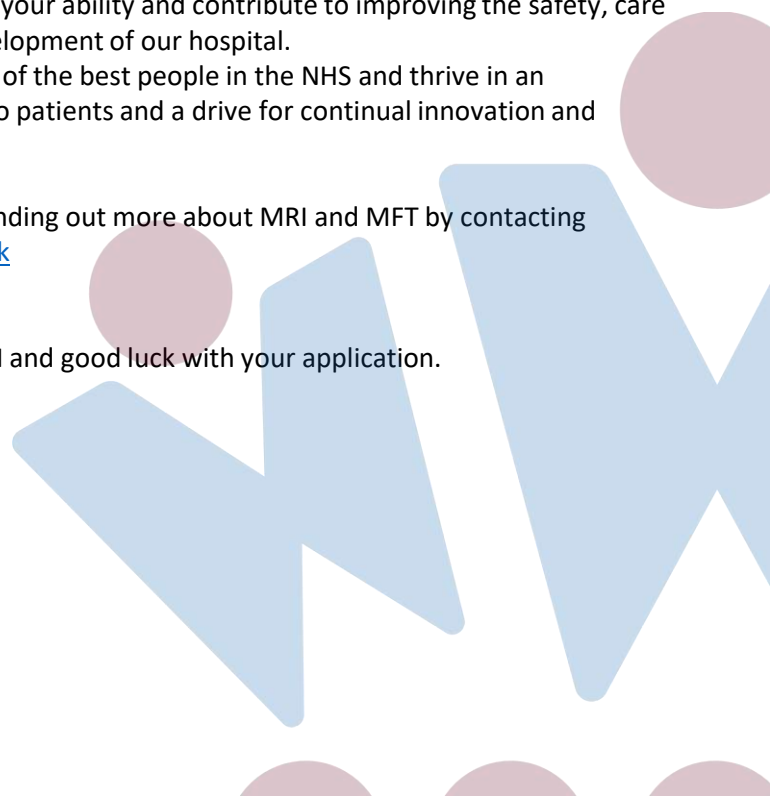 your ability and contribute to improving the safety, care
elopment of our hospital.
of the best people in the NHS and thrive in an
o patients and a drive for continual innovation and
nding out more about MRI and MFT by contacting
k
and good luck with your application.